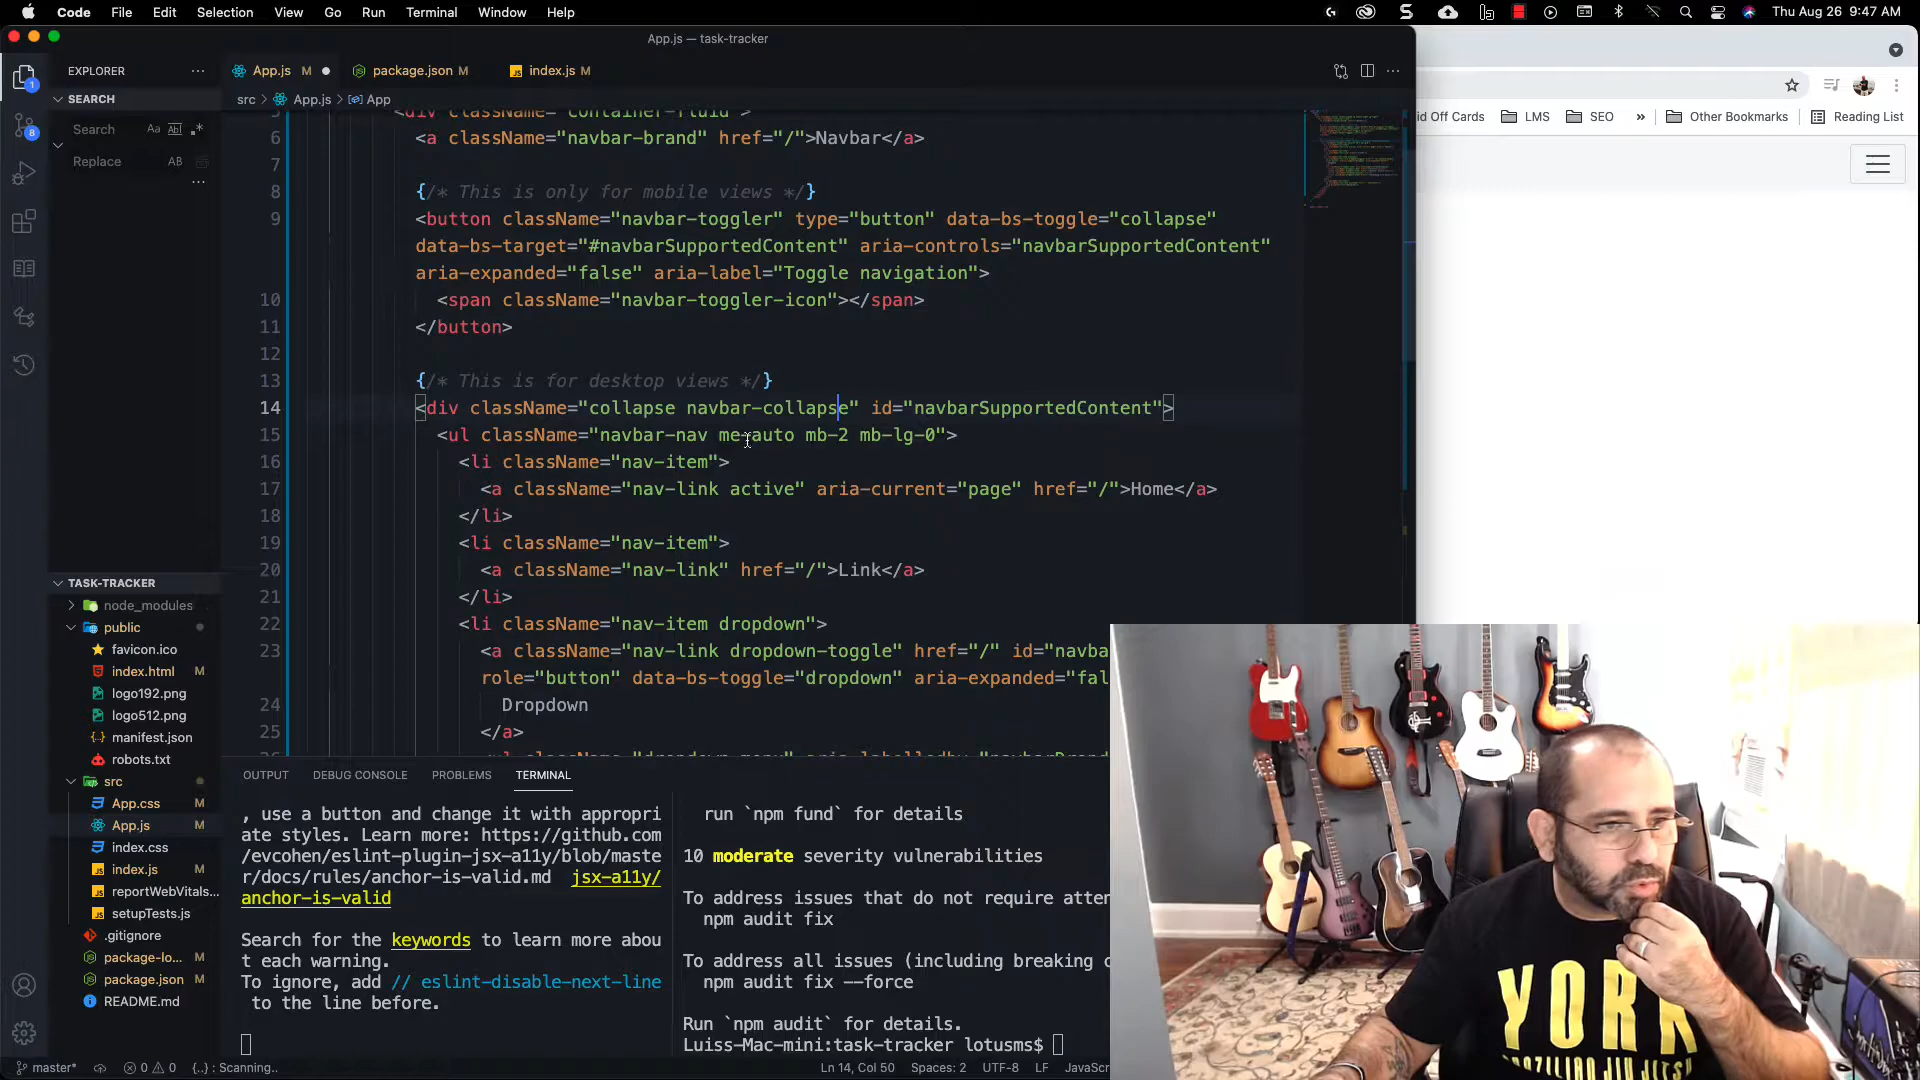 Code File Edit Selection View Go Run Terminal Window Help
Thu Aug 26 9:47 AM
App.js — task-tracker
EXPLORER
App.js M
package.json M
index.js M
SEARCH
src > App.js > App
Search Aa Ab
Replace AB
id Off Cards LMS SEO » Other Bookmarks Reading List
5 <div className="container-fluid">
6 <a className="navbar-brand" href="/">Navbar</a>
7
8 {/* This is only for mobile views */}
9 <button className="navbar-toggler" type="button" data-bs-toggle="collapse"
data-bs-target="#navbarSupportedContent" aria-controls="navbarSupportedContent"
aria-expanded="false" aria-label="Toggle navigation">
10 <span className="navbar-toggler-icon"></span>
11 </button>
12
13 {/* This is for desktop views */}
14 <div className="collapse navbar-collapse" id="navbarSupportedContent">
15 <ul className="navbar-nav me-auto mb-2 mb-lg-0">
16 <li className="nav-item">
17 <a className="nav-link active" aria-current="page" href="/">Home</a>
18 </li>
19 <li className="nav-item">
20 <a className="nav-link" href="/">Link</a>
21 </li>
22 <li className="nav-item dropdown">
23 <a className="nav-link dropdown-toggle" href="/" id="navba
role="button" data-bs-toggle="dropdown" aria-expanded="fal
24 Dropdown
25 </a>
TASK-TRACKER
node_modules
public
favicon.ico
index.html M
logo192.png
logo512.png
manifest.json
robots.txt
src
App.css M
App.js M
index.css
index.js M
reportWebVitals...
setupTests.js
.gitignore
package-lo... M
package.json M
README.md
OUTPUT DEBUG CONSOLE PROBLEMS TERMINAL
, use a button and change it with appropri
ate styles. Learn more: https://github.com
/evcohen/eslint-plugin-jsx-a11y/blob/maste
r/docs/rules/anchor-is-valid.md jsx-a11y/
anchor-is-valid
Search for the keywords to learn more abou
t each warning.
To ignore, add // eslint-disable-next-line
to the line before.
run `npm fund` for details
10 moderate severity vulnerabilities
To address issues that do not require atten
npm audit fix
To address all issues (including breaking c
npm audit fix --force
Run `npm audit` for details.
Luiss-Mac-mini:task-tracker lotusms$
YORK
BRAZILIAN JIU JITSU
master* 0 0 {..} : Scanning..
Ln 14, Col 50 Spaces: 2 UTF-8 LF JavaScr
1
8